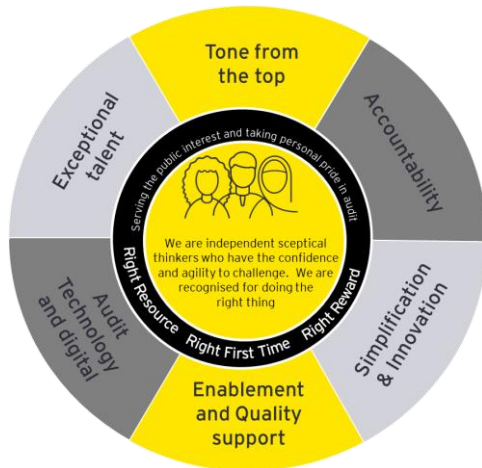 Tone from
the top
Accountability
Simplification
& Innovation
Enablement
and Quality
support
Audit
Technology
and digital
Exceptional
talent
Serving the public interest and taking personal pride in audit
We are independent sceptical
thinkers who have the confidence
and agility to challenge. We are
recognised for doing the
right thing
Right Resource Right First Time Right Reward